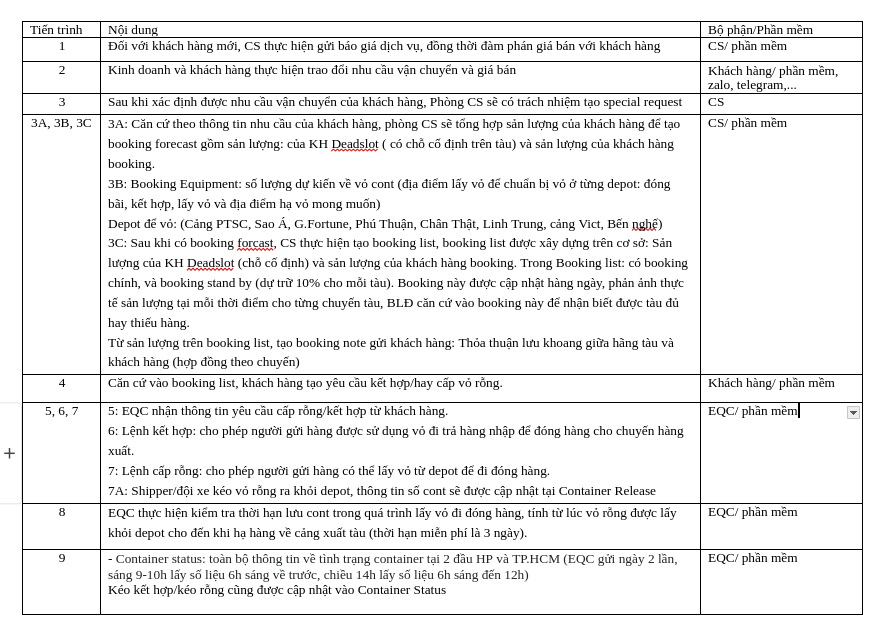 Tiến trình
Nội dung
Bộ phận/Phần mềm
1
Đối với khách hàng mới, CS thực hiện gửi báo giá dịch vụ, đồng thời đàm phán giá bán với khách hàng
CS/ phần mềm
2
Kinh doanh và khách hàng thực hiện trao đổi nhu cầu vận chuyển và giá bán
Khách hàng/ phần mềm,
zalo, telegram,...
3
Sau khi xác định được nhu cầu vận chuyển của khách hàng, Phòng CS sẽ có trách nhiệm tạo special request
CS
3A, 3B, 3C
3A: Căn cứ theo thông tin nhu cầu của khách hàng, phòng CS sẽ tổng hợp sản lượng của khách hàng để tạo
booking forecast gồm sản lượng: của KH Deadslot ( có chỗ cố định trên tàu) và sản lượng của khách hàng
booking.
3B: Booking Equipment: số lượng dự kiến về vỏ cont (địa điểm lấy vỏ để chuẩn bị vỏ ở từng depot: đóng
bãi, kết hợp, lấy vỏ và địa điểm hạ vỏ mong muốn)
Depot để vỏ: (Cảng PTSC, Sao Á, G.Fortune, Phú Thuận, Chân Thật, Linh Trung, cảng Vict, Bến nghế)
3C: Sau khi có booking forcast, CS thực hiện tạo booking list, booking list được xây dựng trên cơ sở: Sản
lượng của KH Deadslot (chỗ cố định) và sản lượng của khách hàng booking. Trong Booking list: có booking
chính, và booking stand by (dự trữ 10% cho mỗi tàu). Booking này được cập nhật hàng ngày, phản ảnh thực
tế sản lượng tại mỗi thời điểm cho từng chuyến tàu, BLĐ căn cứ vào booking này để nhận biết được tàu đủ
hay thiếu hàng.
Từ sản lượng trên booking list, tạo booking note gửi khách hàng: Thỏa thuận lưu khoang giữa hãng tàu và
khách hàng (hợp đồng theo chuyến)
CS/ phần mềm
4
Căn cứ vào booking list, khách hàng tạo yêu cầu kết hợp/hay cấp vỏ rỗng.
Khách hàng/ phần mềm
5, 6, 7
5: EQC nhận thông tin yêu cầu cấp rỗng/kết hợp từ khách hàng.
6: Lệnh kết hợp: cho phép người gửi hàng được sử dụng vỏ đi trả hàng nhập để đóng hàng cho chuyến hàng
xuất.
7: Lệnh cấp rỗng: cho phép người gửi hàng có thể lấy vỏ từ depot để đi đóng hàng.
7A: Shipper/đội xe kéo vỏ rỗng ra khỏi depot, thông tin số cont sẽ được cập nhật tại Container Release
EQC/ phần mềm
8
EQC thực hiện kiểm tra thời hạn lưu cont trong quá trình lấy vỏ đi đóng hàng, tính từ lúc vỏ rỗng được lấy
khỏi depot cho đến khi hạ hàng về cảng xuất tàu (thời hạn miễn phí là 3 ngày).
EQC/ phần mềm
9
- Container status: toàn bộ thông tin về tình trạng container tại 2 đầu HP và TP.HCM (EQC gửi ngày 2 lần,
sáng 9-10h lấy số liệu 6h sáng về trước, chiều 14h lấy số liệu 6h sáng đến 12h)
Kéo kết hợp/kéo rỗng cũng được cập nhật vào Container Status
EQC/ phần mềm